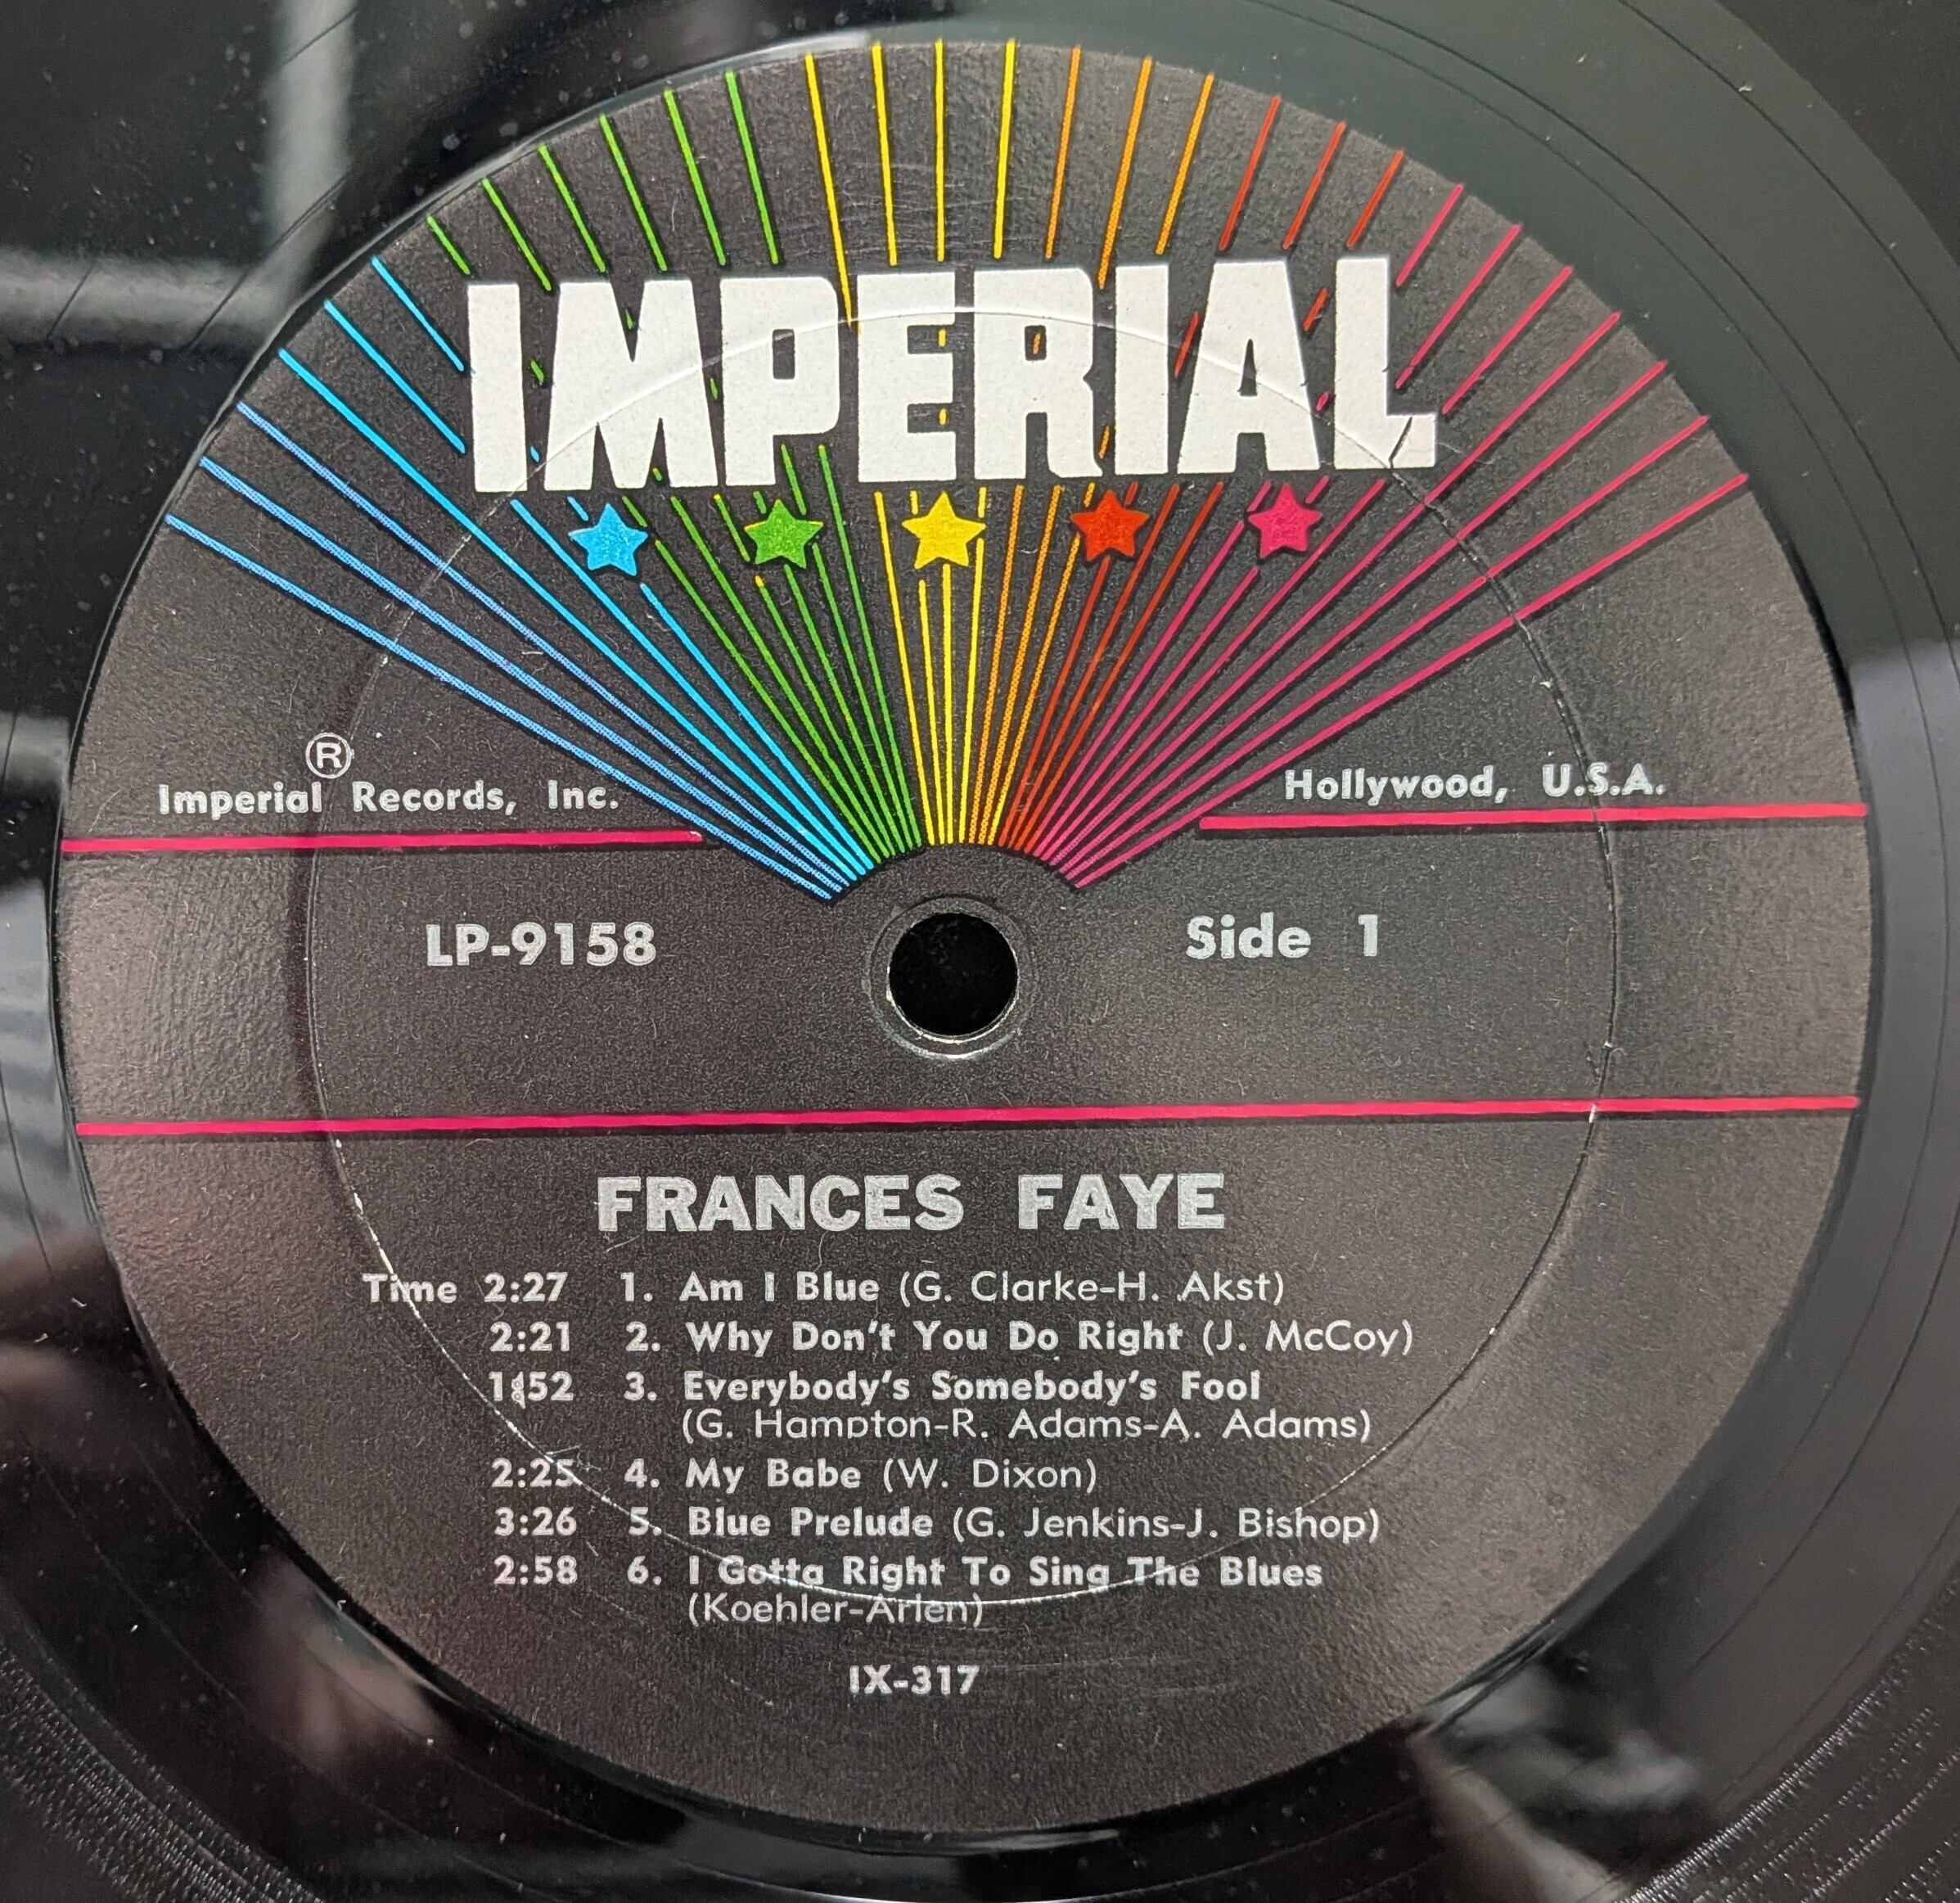 IMPERIAL
®
Imperial Records, Inc.
Hollywood, U.S.A.
LP-9158
Side 1
FRANCES FAYE
Time 2:27 1. Am I Blue (G. Clarke-H. Akst)
2:21 2. Why Don't You Do Right (J. McCoy)
1:52 3. Everybody's Somebody's Fool
(G. Hampton-R. Adams-A. Adams)
2:25 4. My Babe (W. Dixon)
3:26 5. Blue Prelude (G. Jenkins-J. Bishop)
2:58 6. I Gotta Right To Sing The Blues
(Koehler-Arlen)
IX-317